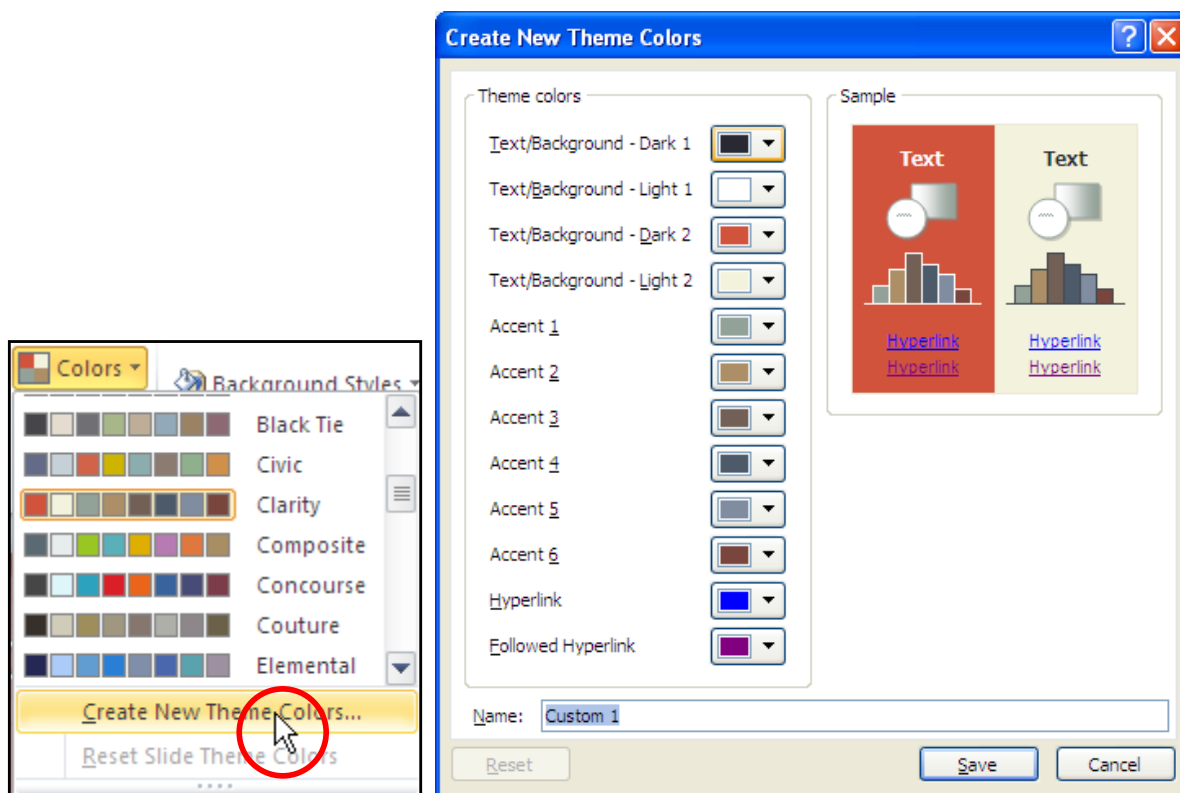 Colors
Background Styles
Black Tie
Civic
Clarity
Composite
Concourse
Couture
Elemental
Create New Theme Colors...
Reset Slide Theme Colors
Create New Theme Colors
Theme colors
Text/Background - Dark 1
Text/Background - Light 1
Text/Background - Dark 2
Text/Background - Light 2
Accent 1
Accent 2
Accent 3
Accent 4
Accent 5
Accent 6
Hyperlink
Followed Hyperlink
Sample
Text Text
Hyperlink Hyperlink
Hyperlink Hyperlink
Name: Custom 1
Reset Save Cancel